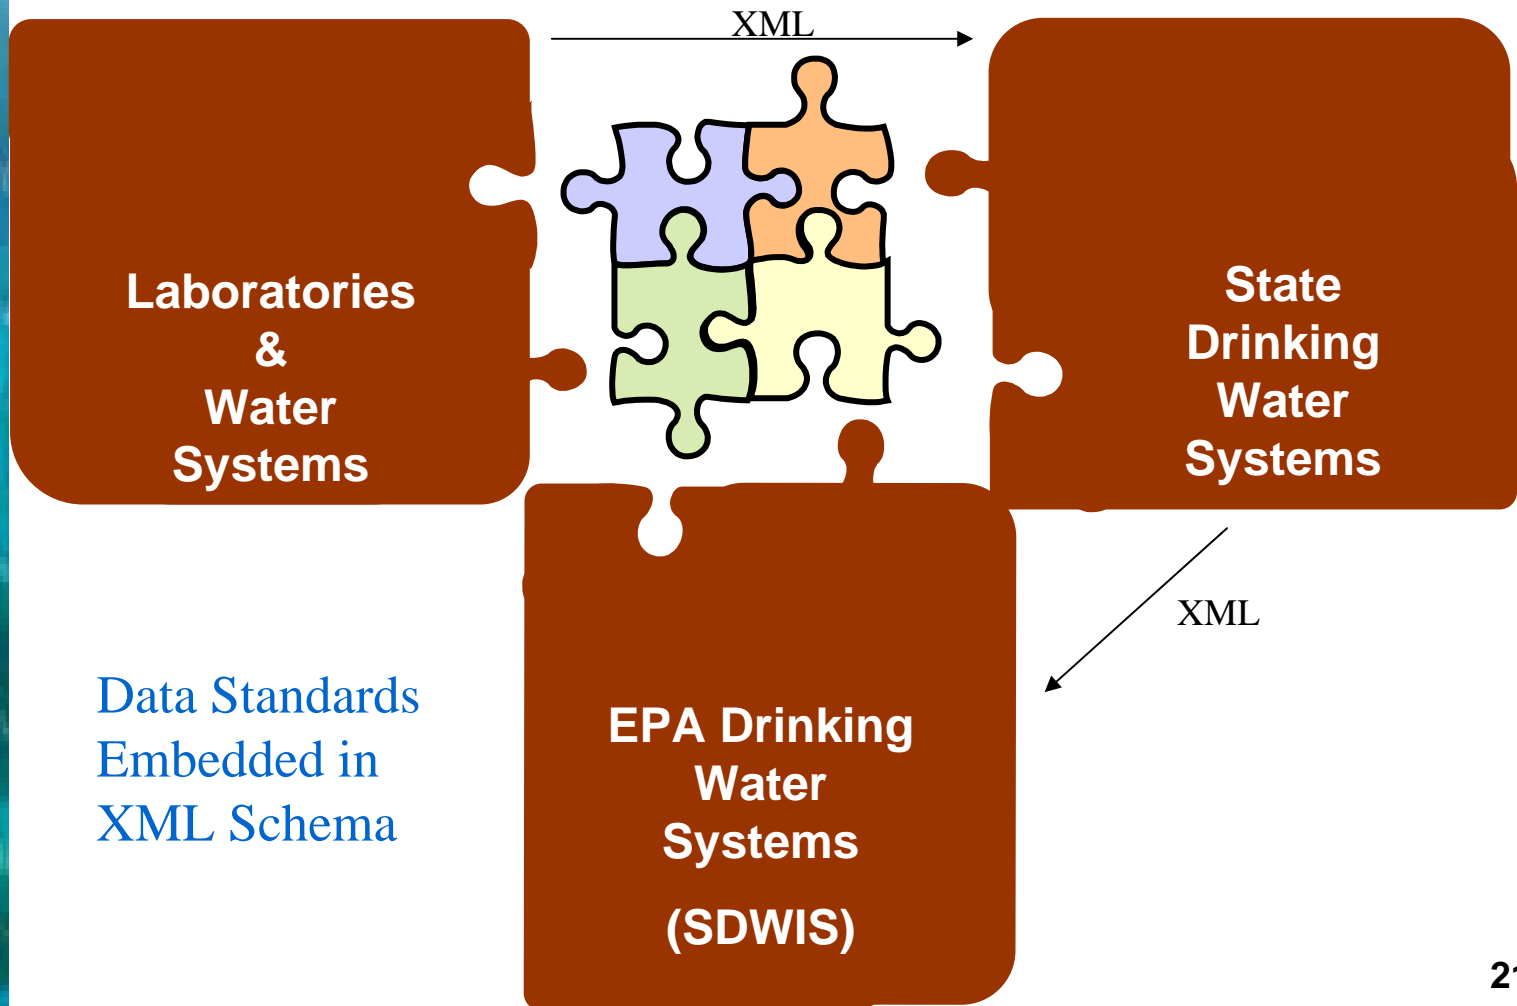 XML
Laboratories
&
Water
Systems
State
Drinking
Water
Systems
XML
Data Standards
Embedded in
XML Schema
EPA Drinking
Water
Systems
(SDWIS)
21